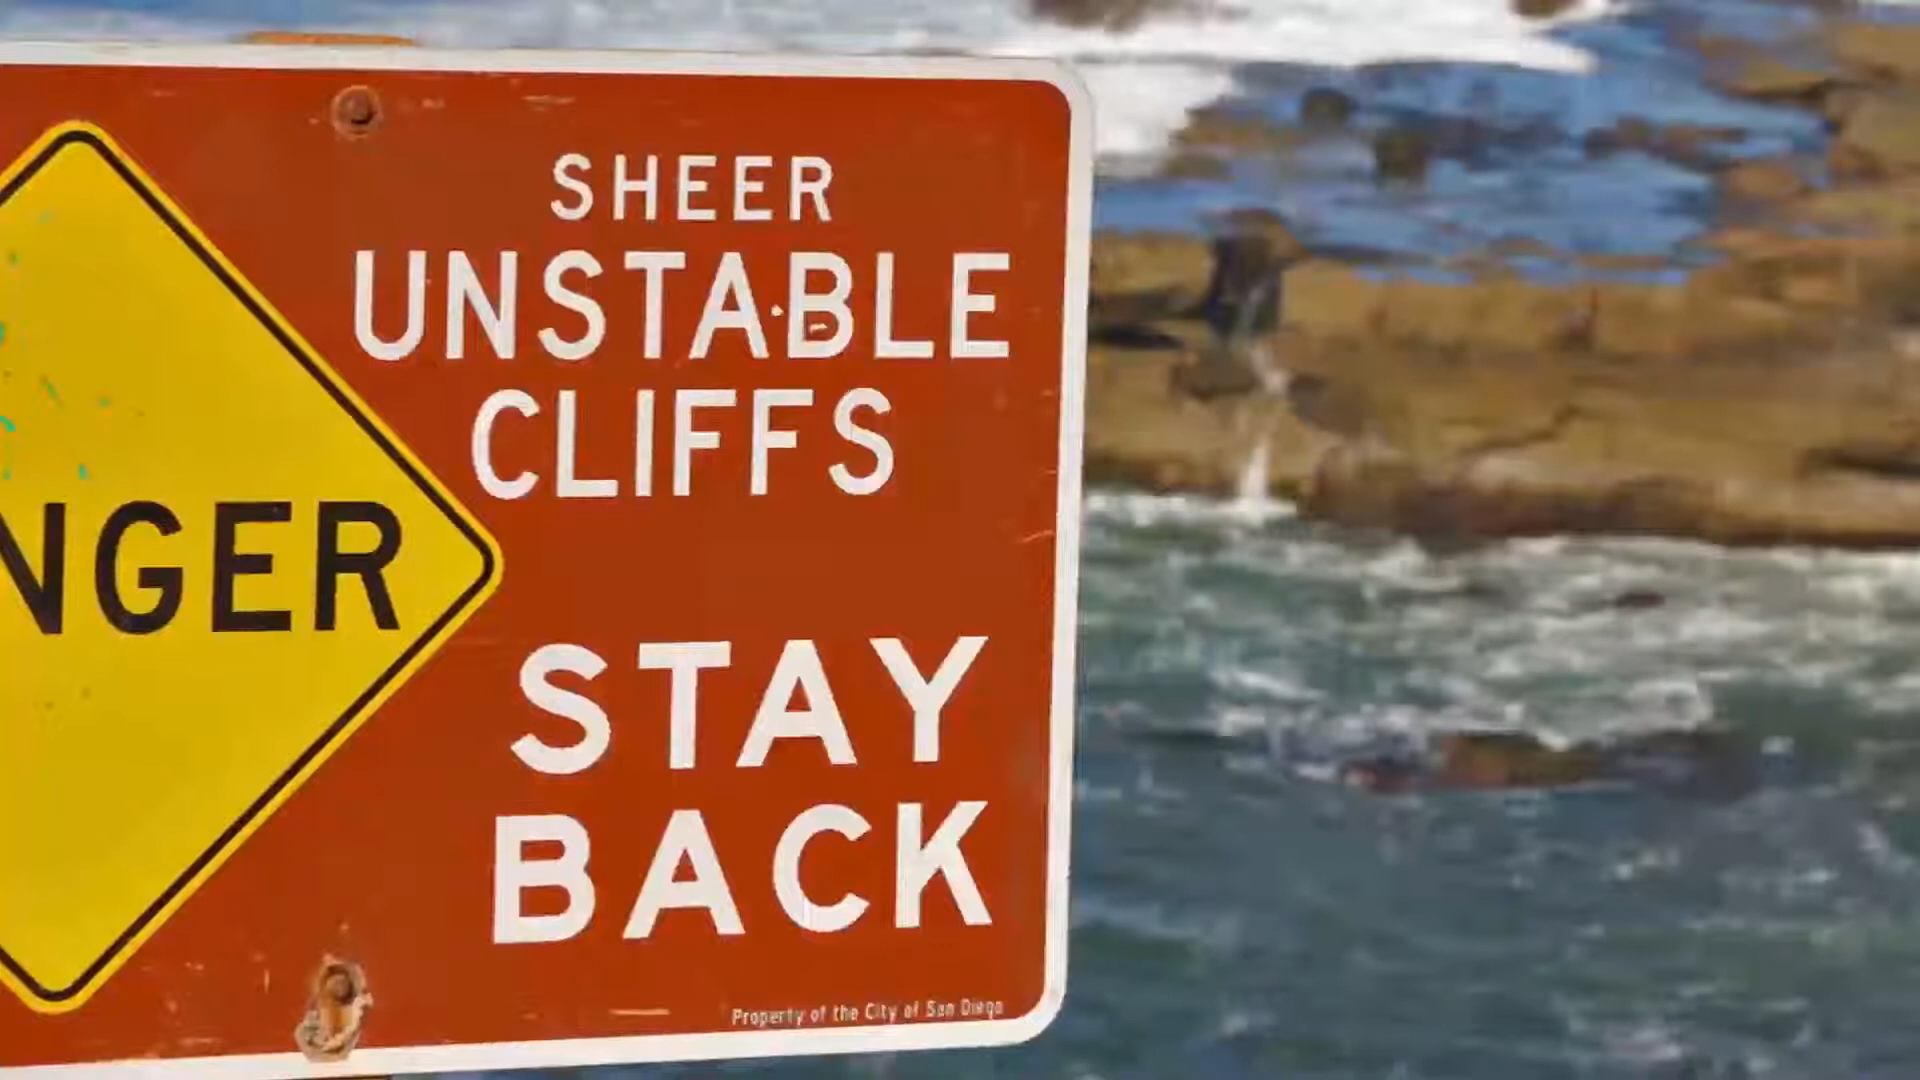 NGER
SHEER
UNSTABLE
CLIFFS
STAY
BACK
Property of the City of San Diego